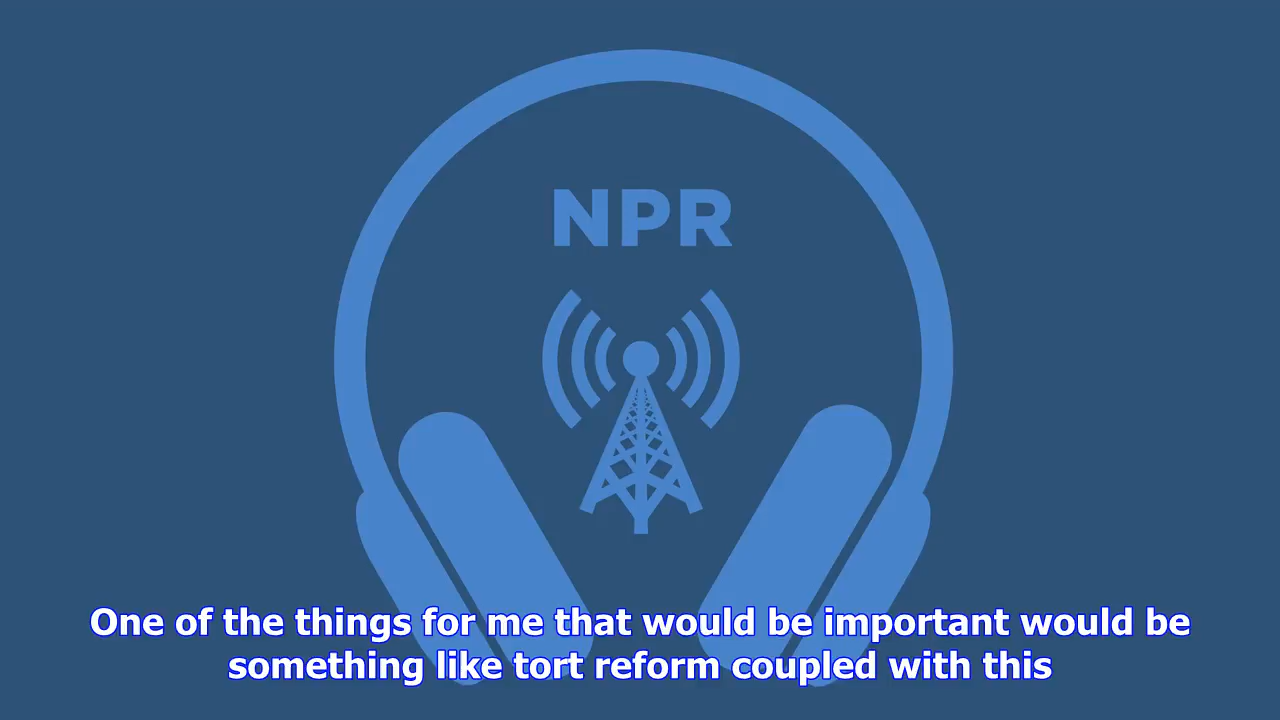 NPR
One of the things for me that would be important would be
something like tort reform coupled with this